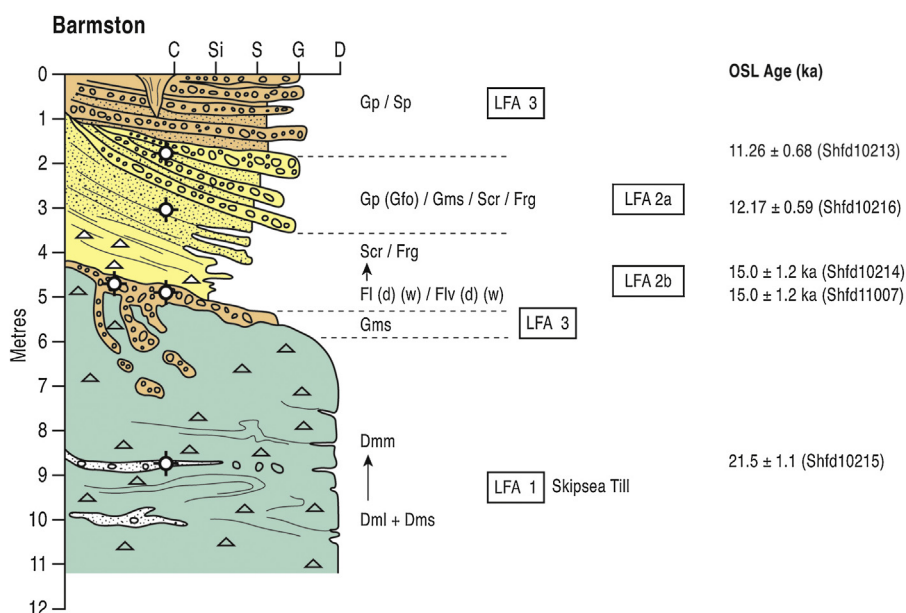 Barmston
C Si S G D
OSL Age (ka)
0
Gp / Sp
LFA 3
1
11.26 ± 0.68 (Shfd10213)
2
Gp (Gfo) / Gms / Scr / Frg
LFA 2a
12.17 ± 0.59 (Shfd10216)
3
Scr / Frg
4
LFA 2b
15.0 ± 1.2 ka (Shfd10214)
Fl (d) (w) / Flv (d) (w)
15.0 ± 1.2 ka (Shfd11007)
5
Gms
LFA 3
6
Metres
7
8
Dmm
21.5 ± 1.1 (Shfd10215)
9
LFA 1 Skipsea Till
10
Dml + Dms
11
12